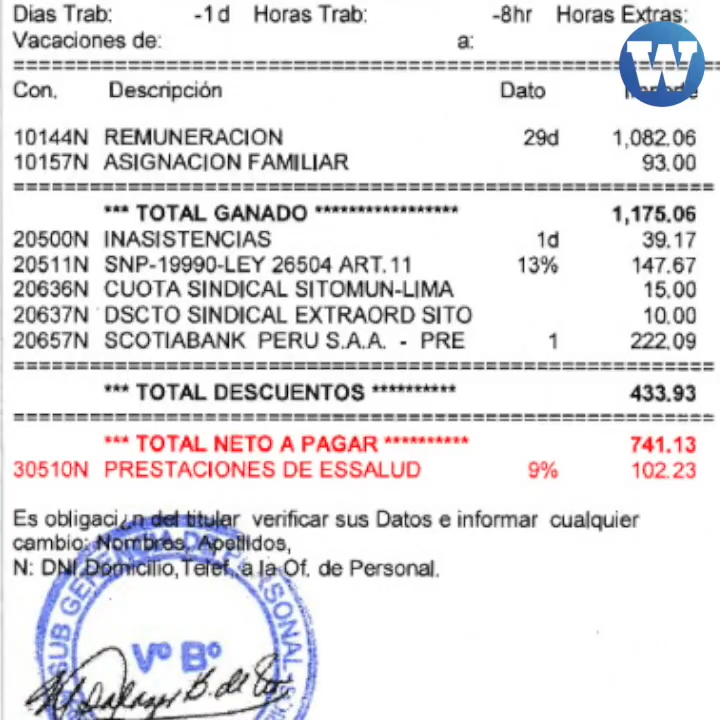 Dias Trab: -1d Horas Trab: -8hr Horas Extras:
Vacaciones de: a:
Con. Descripción Dato
10144N REMUNERACION 29d 1,082.06
10157N ASIGNACION FAMILIAR 93.00
*** TOTAL GANADO ***************** 1,175.06
20500N INASISTENCIAS 1d 39.17
20511N SNP-19990-LEY 26504 ART.11 13% 147.67
20636N CUOTA SINDICAL SITOMUN-LIMA 15.00
20637N DSCTO SINDICAL EXTRAORD SITO 10.00
20657N SCOTIABANK PERU S.A.A. - PRE 1 222.09
*** TOTAL DESCUENTOS ********** 433.93
*** TOTAL NETO A PAGAR ********** 741.13
30510N PRESTACIONES DE ESSALUD 9% 102.23
Es obligaci¿n del titular verificar sus Datos e informar cualquier
cambio: Nombres, Apellidos,
N: DNI,Domicilio,Telef, a la Of. de Personal.
SUB
Vº Bº
W